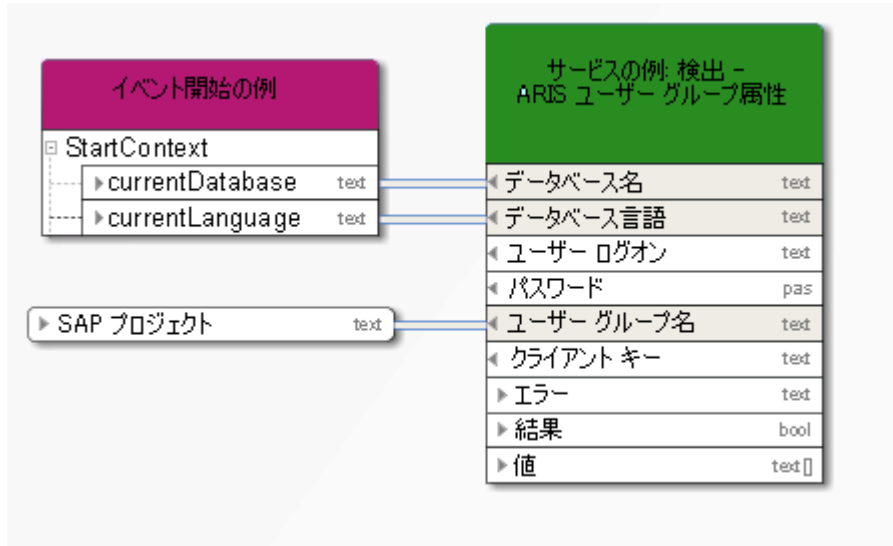 イベント開始の例
StartContext
currentDatabase text
currentLanguage text
SAP プロジェクト text
サービスの例: 検出 –
ARIS ユーザー グループ属性
データベース名 text
データベース言語 text
ユーザー ログオン text
パスワード pas
ユーザー グループ名 text
クライアント キー text
エラー text
結果 bool
値 text[]